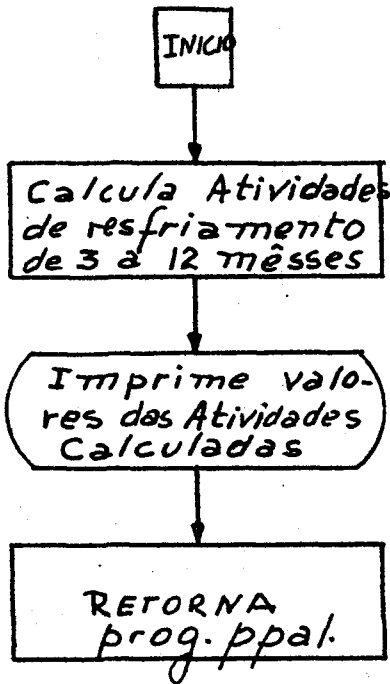 INICIO
Calcula Atividades
de resfriamento
de 3 a 12 mêsses
Imprime valo-
res das Atividades
Calculadas
RETORNA
prog. ppal.